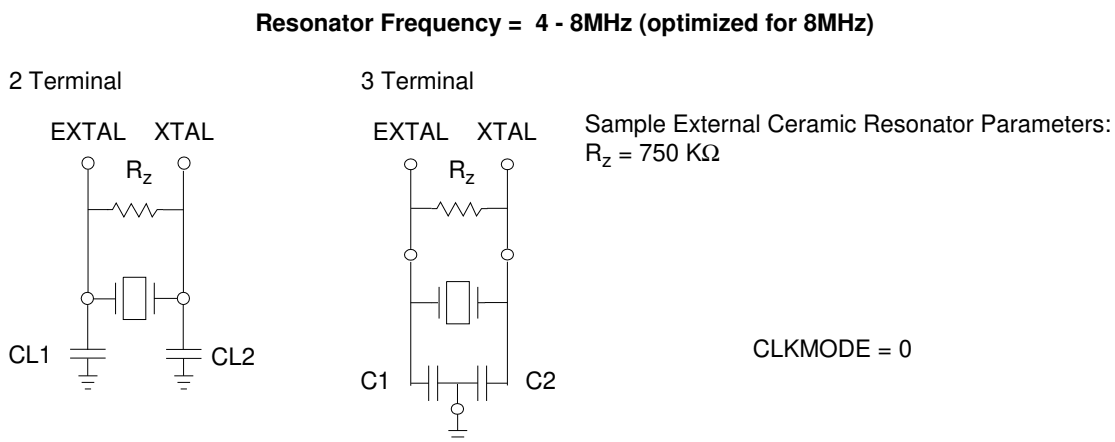 Resonator Frequency = 4 - 8MHz (optimized for 8MHz)
2 Terminal
3 Terminal
EXTAL XTAL
Rz
EXTAL XTAL
Rz
Sample External Ceramic Resonator Parameters:
Rz = 750 KΩ
CL1
CL2
C1
C2
CLKMODE = 0